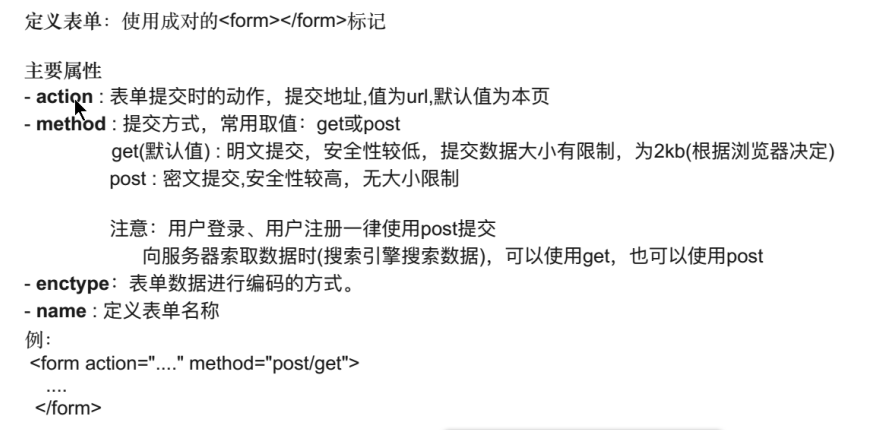 定义表单：使用成对的<form></form>标记
主要属性
- action : 表单提交时的动作，提交地址,值为url,默认值为本页
- method : 提交方式，常用取值：get或post
get(默认值) : 明文提交，安全性较低，提交数据大小有限制，为2kb(根据浏览器决定)
post : 密文提交,安全性较高，无大小限制
注意：用户登录、用户注册一律使用post提交
向服务器索取数据时(搜索引擎搜索数据)，可以使用get，也可以使用post
- enctype：表单数据进行编码的方式。
- name : 定义表单名称
例：
<form action="...." method="post/get">
....
</form>